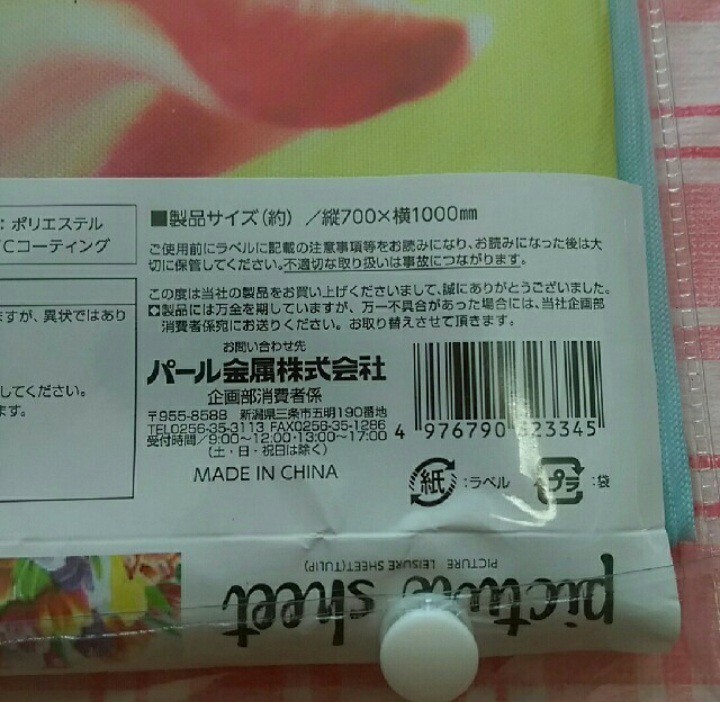 ：ポリエステル
Cコーティング
ますが、異状ではあり
してください。
ます。
■製品サイズ（約）／縦700×横1000㎜
ご使用前にラベルに記載の注意事項等をお読みになり、お読みになった後は大
切に保管してください。不適切な取り扱いは事故につながります。
この度は当社の製品をお買い上げくださいまして、誠にありがとうございました。
製品には万全を期していますが、万一不具合があった場合には、当社企画部
消費者係宛にお送りください。お取り替えさせて頂きます。
お問い合わせ先
パール金属株式会社
企画部消費者係
〒955-8588 新潟県三条市五明190番地
TEL0256-35-3113 FAX0256-35-1286
受付時間／9:00〜12:00・13:00〜17:00
（土・日・祝日は除く）
MADE IN CHINA
4 976790 323345
紙：ラベル
プラ：袋
PICTURE LEISURE SHEET(TULIP)
picture sheet